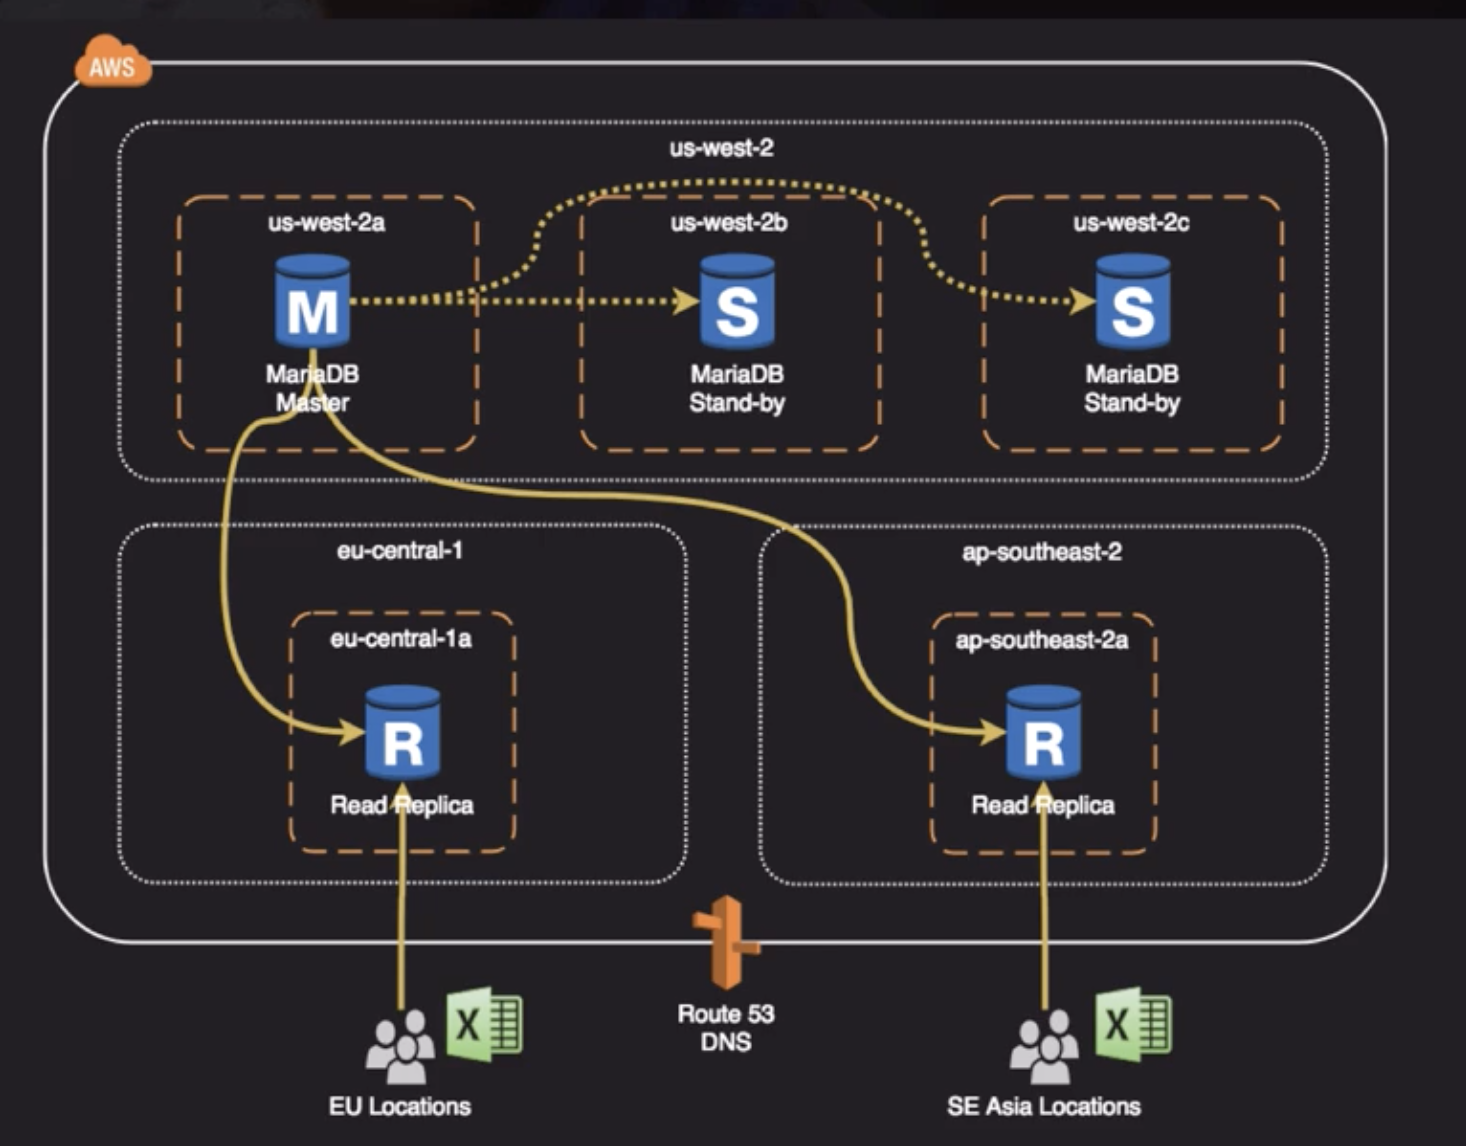 AWS
us-west-2
us-west-2a
us-west-2b
us-west-2c
M
S
S
MariaDB
Master
MariaDB
Stand-by
MariaDB
Stand-by
eu-central-1
ap-southeast-2
eu-central-1a
ap-southeast-2a
R
R
Read Replica
Read Replica
Route 53
DNS
X
X
EU Locations
SE Asia Locations